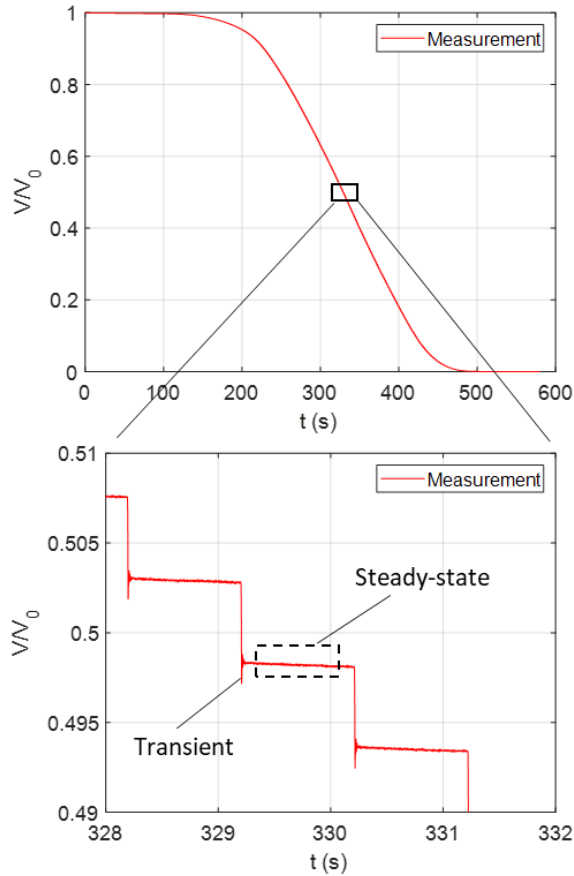 1
0.8
0.6
0.4
0.2
0
V/V0
Measurement
0 100 200 300 400 500 600
t (s)
0.51
0.505
0.5
0.495
0.49
V/V0
Measurement
Steady-state
Transient
328 329 330 331 332
t (s)